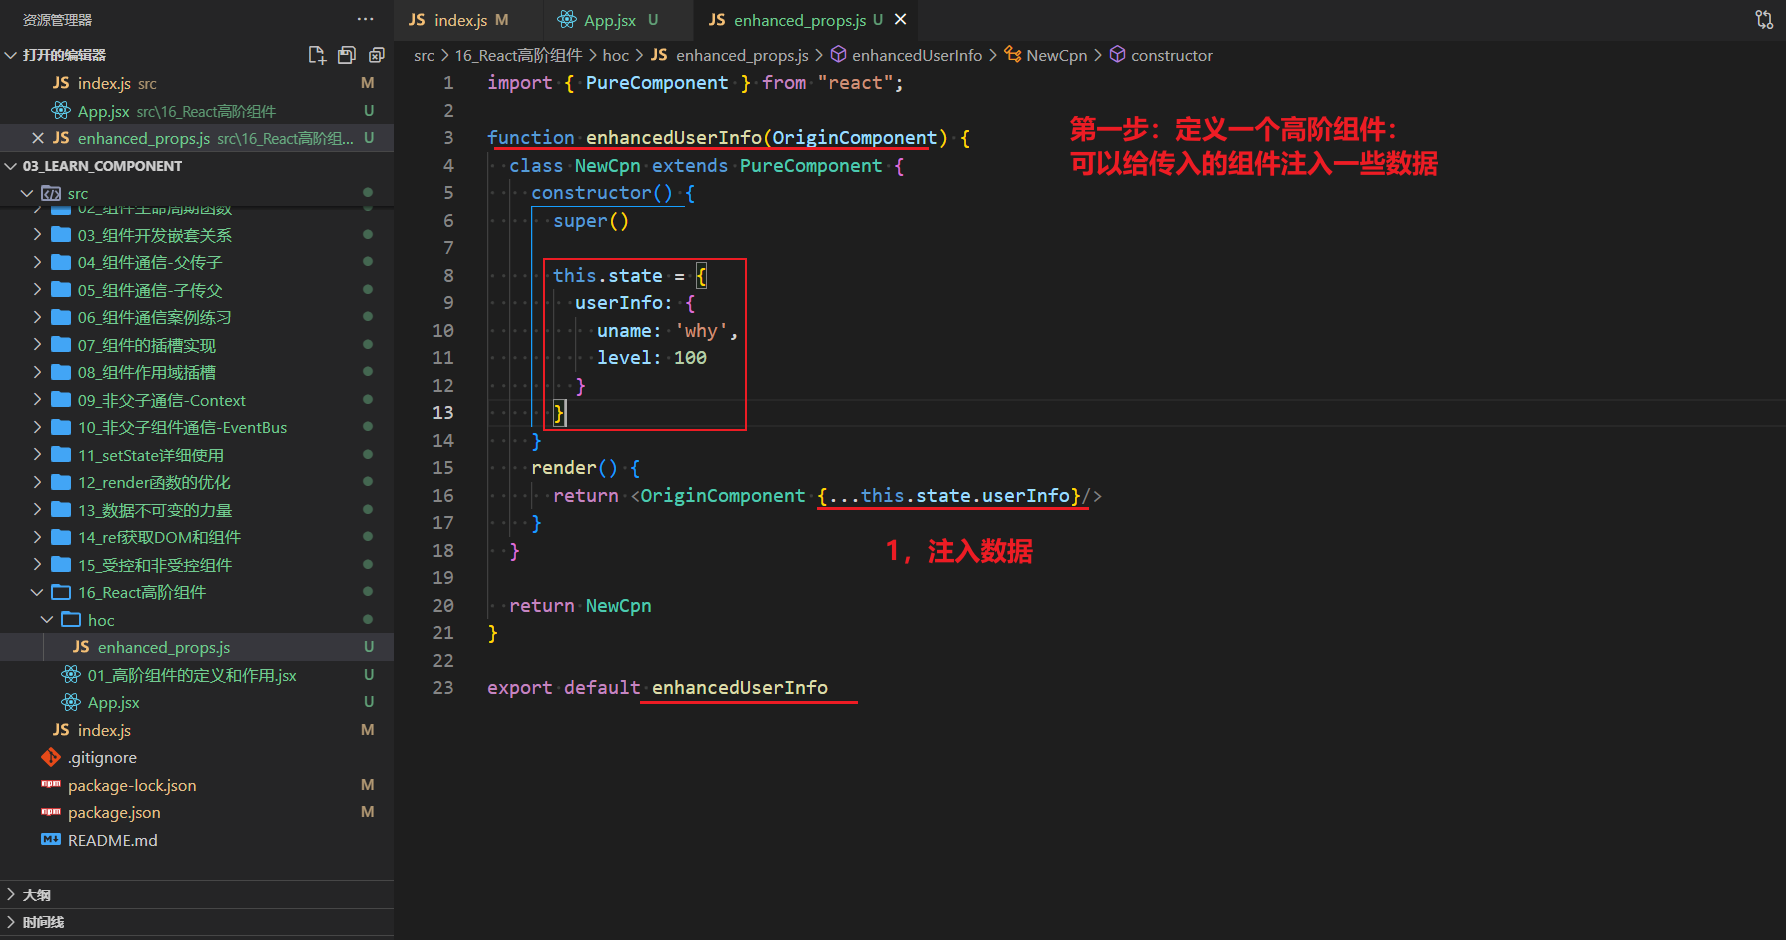 资源管理器 ···
打开的编辑器
JS index.js src M
App.jsx src\16_React高阶组件 U
JS enhanced_props.js src\16_React高阶组... U
03_LEARN_COMPONENT
src
02_组件生命周期函数
03_组件开发嵌套关系
04_组件通信-父传子
05_组件通信-子传父
06_组件通信案例练习
07_组件的插槽实现
08_组件作用域插槽
09_非父子通信-Context
10_非父子组件通信-EventBus
11_setState详细使用
12_render函数的优化
13_数据不可变的力量
14_ref获取DOM和组件
15_受控和非受控组件
16_React高阶组件
hoc
JS enhanced_props.js U
01_高阶组件的定义和作用.jsx U
App.jsx U
JS index.js M
.gitignore
npm package-lock.json M
npm package.json M
M↓ README.md
大纲
时间线
JS index.js M App.jsx U JS enhanced_props.js U
src > 16_React高阶组件 > hoc > JS enhanced_props.js > enhancedUserInfo > NewCpn > constructor
1 import { PureComponent } from "react";
2
3 function enhancedUserInfo(OriginComponent) {
4 class NewCpn extends PureComponent {
5 constructor() {
6 super()
7
8 this.state = {
9 userInfo: {
10 uname: 'why',
11 level: 100
12 }
13 }
14 }
15 render() {
16 return <OriginComponent {...this.state.userInfo}/>
17 }
18 }
19
20 return NewCpn
21 }
22
23 export default enhancedUserInfo
第一步：定义一个高阶组件：
可以给传入的组件注入一些数据
1，注入数据